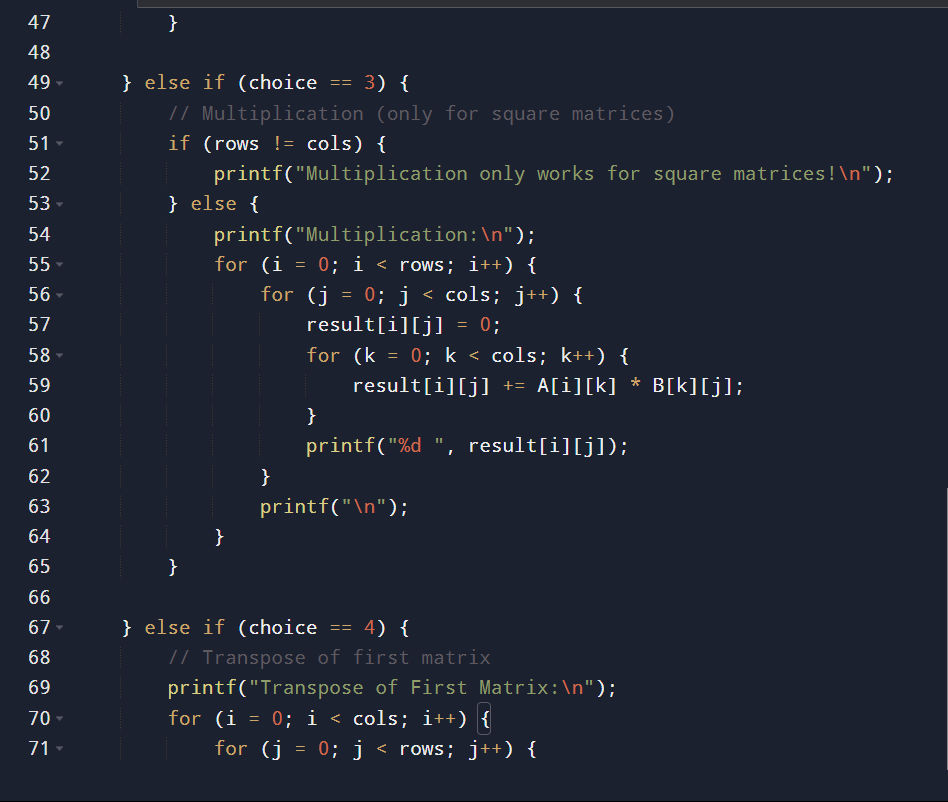 47 }
48
49 } else if (choice == 3) {
50 // Multiplication (only for square matrices)
51 if (rows != cols) {
52 printf("Multiplication only works for square matrices!\n");
53 } else {
54 printf("Multiplication:\n");
55 for (i = 0; i < rows; i++) {
56 for (j = 0; j < cols; j++) {
57 result[i][j] = 0;
58 for (k = 0; k < cols; k++) {
59 result[i][j] += A[i][k] * B[k][j];
60 }
61 printf("%d ", result[i][j]);
62 }
63 printf("\n");
64 }
65 }
66
67 } else if (choice == 4) {
68 // Transpose of first matrix
69 printf("Transpose of First Matrix:\n");
70 for (i = 0; i < cols; i++) {
71 for (j = 0; j < rows; j++) {